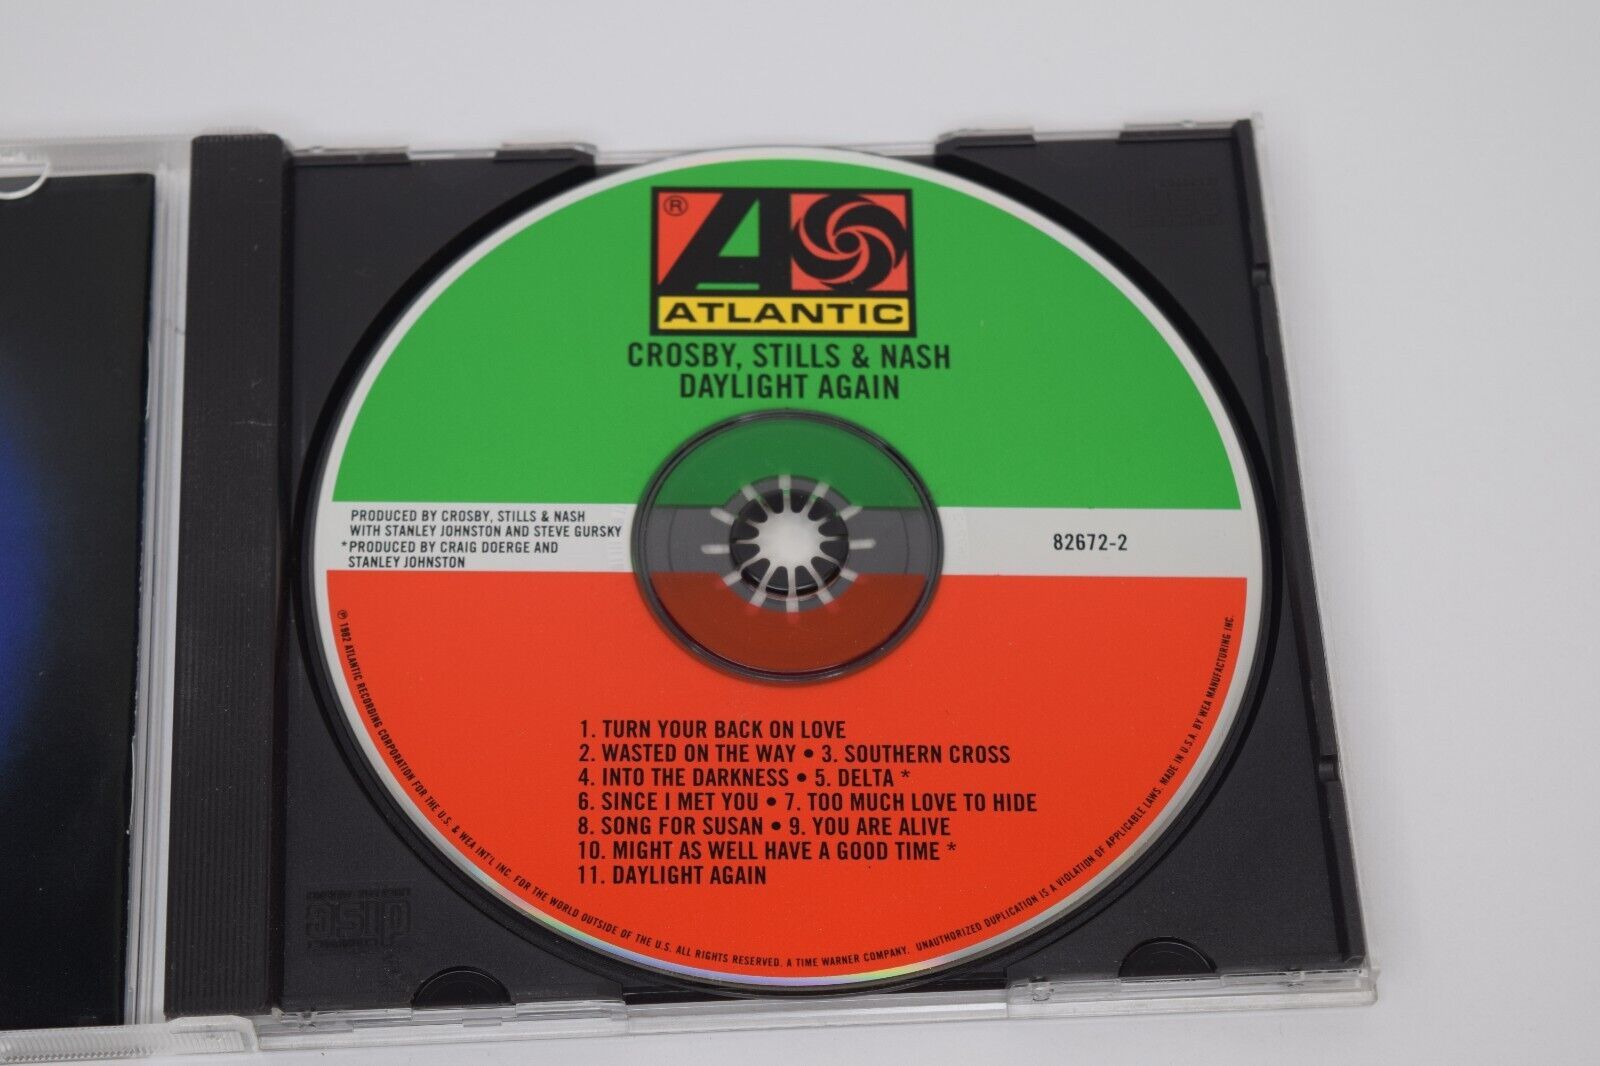 ®
ATLANTIC
CROSBY, STILLS & NASH
DAYLIGHT AGAIN
PRODUCED BY CROSBY, STILLS & NASH
WITH STANLEY JOHNSTON AND STEVE GURSKY
*PRODUCED BY CRAIG DOERGE AND
STANLEY JOHNSTON
82672-2
1. TURN YOUR BACK ON LOVE
2. WASTED ON THE WAY • 3. SOUTHERN CROSS
4. INTO THE DARKNESS • 5. DELTA *
6. SINCE I MET YOU • 7. TOO MUCH LOVE TO HIDE
8. SONG FOR SUSAN • 9. YOU ARE ALIVE
10. MIGHT AS WELL HAVE A GOOD TIME *
11. DAYLIGHT AGAIN
℗ 1982 ATLANTIC RECORDING CORPORATION FOR THE U.S. & WEA INT'L INC. FOR THE WORLD OUTSIDE OF THE U.S. ALL RIGHTS RESERVED. A TIME WARNER COMPANY. UNAUTHORIZED DUPLICATION IS A VIOLATION OF APPLICABLE LAWS. MADE IN U.S.A. BY WEA MANUFACTURING INC.
disc